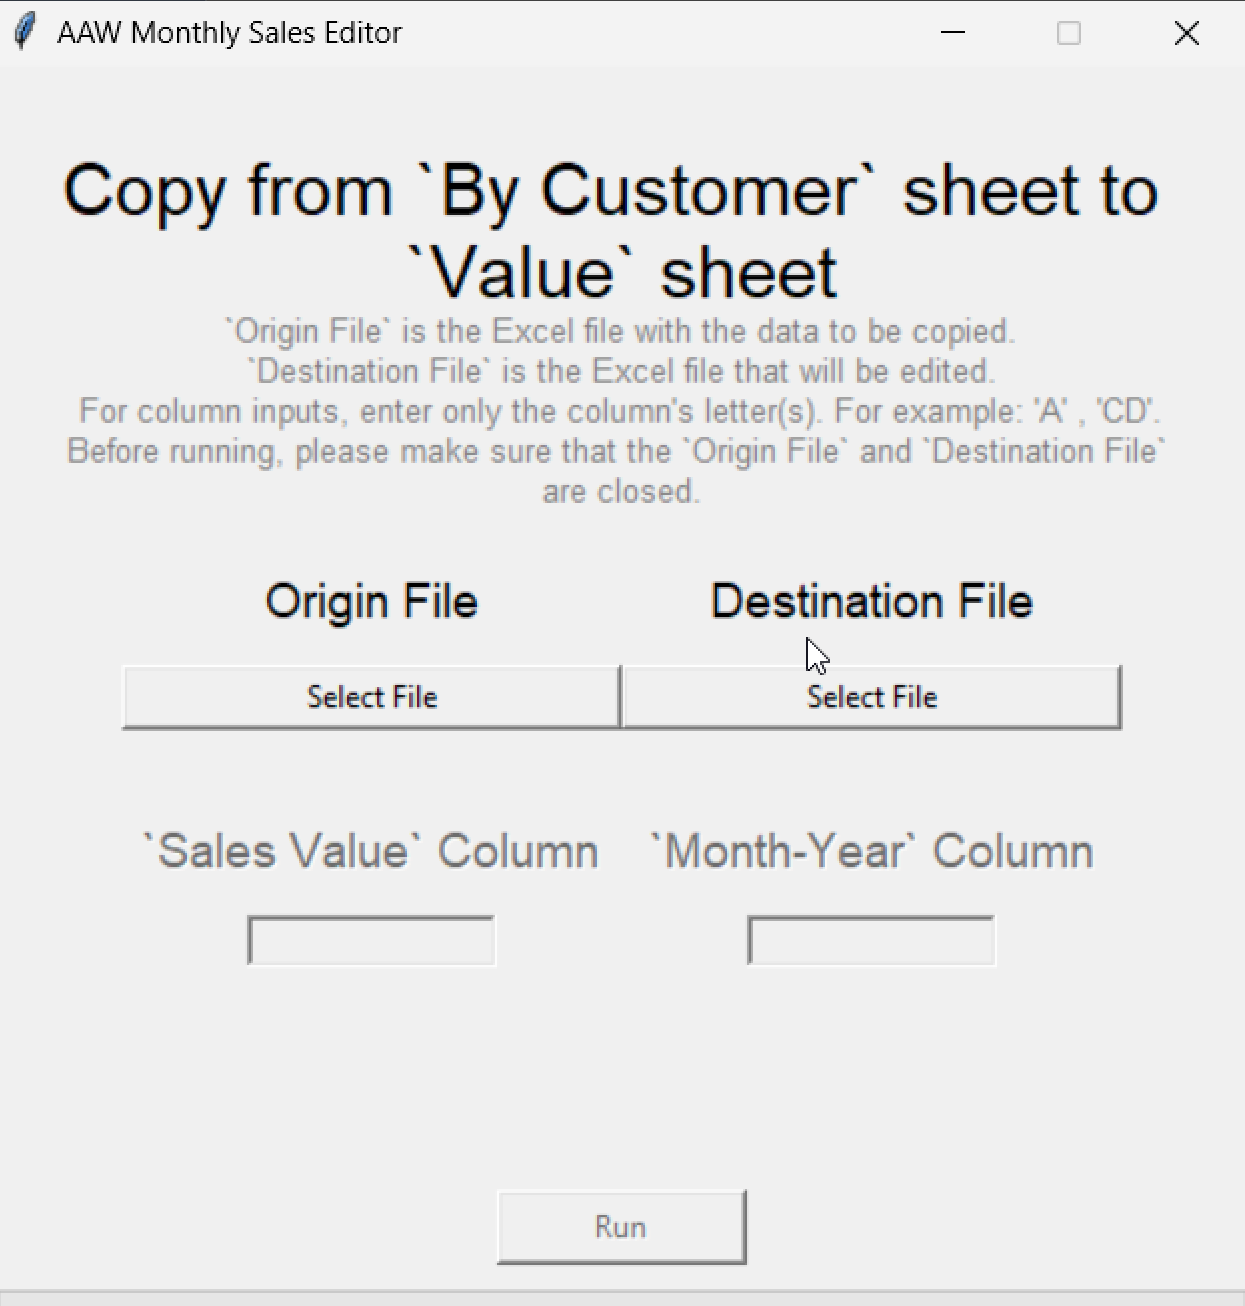 AAW Monthly Sales Editor
Copy from `By Customer` sheet to
`Value` sheet
`Origin File` is the Excel file with the data to be copied.
`Destination File` is the Excel file that will be edited.
For column inputs, enter only the column's letter(s). For example: 'A' , 'CD'.
Before running, please make sure that the `Origin File` and `Destination File`
are closed.
Origin File Destination File
Select File Select File
`Sales Value` Column `Month-Year` Column
Run